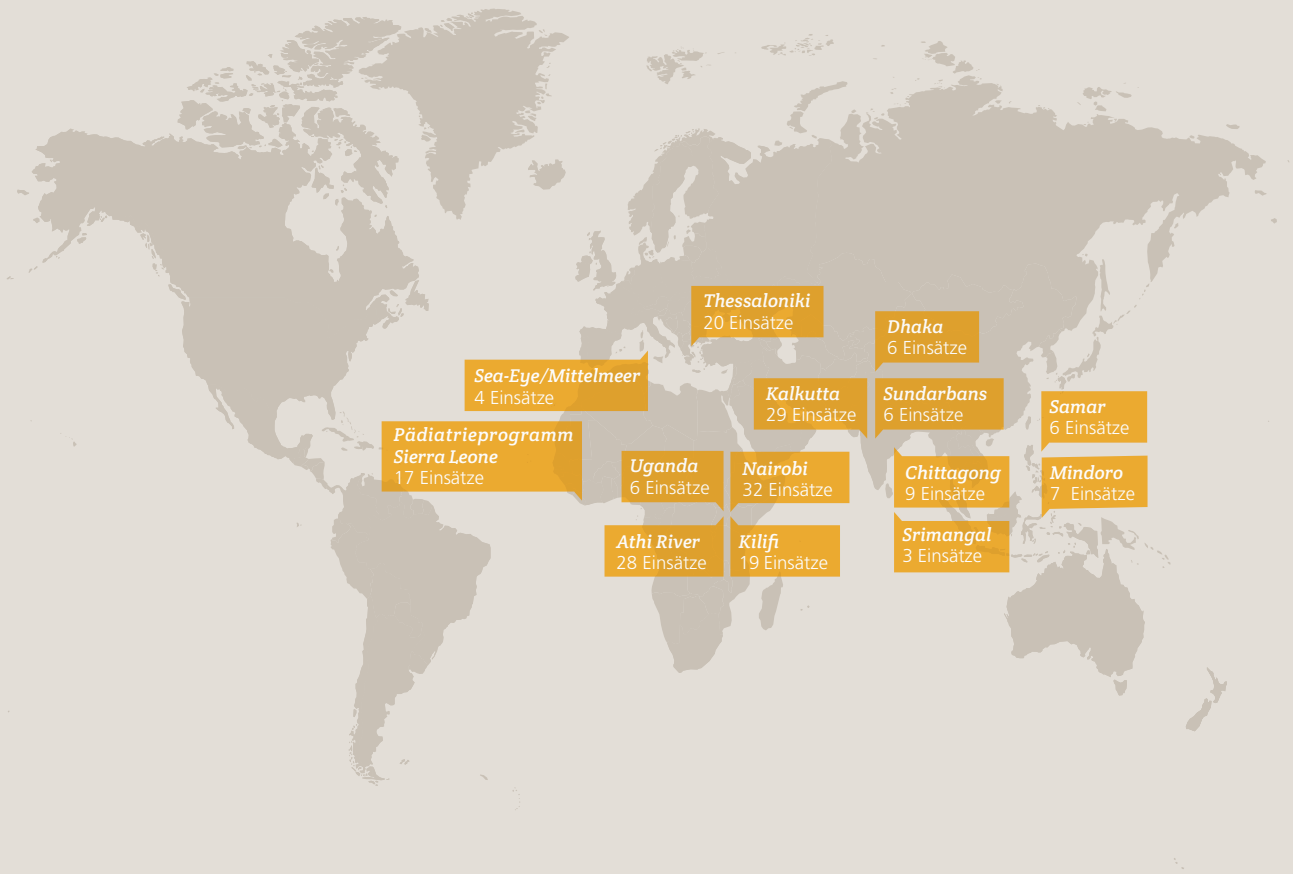 Thessaloniki
20 Einsätze
Dhaka
6 Einsätze
Sea-Eye/Mittelmeer
4 Einsätze
Kalkutta
29 Einsätze
Sundarbans
6 Einsätze
Samar
6 Einsätze
Pädiatrieprogramm
Sierra Leone
17 Einsätze
Uganda
6 Einsätze
Nairobi
32 Einsätze
Chittagong
9 Einsätze
Mindoro
7 Einsätze
Athi River
28 Einsätze
Kilifi
19 Einsätze
Srimangal
3 Einsätze